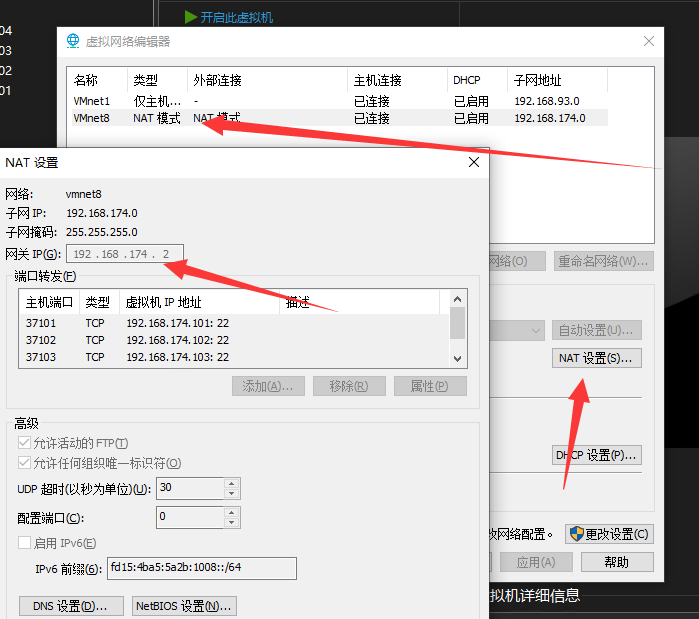 04
03
02
01
开启此虚拟机
虚拟网络编辑器
名称 类型 外部连接 主机连接 DHCP 子网地址
VMnet1 仅主机... - 已连接 已启用 192.168.93.0
VMnet8 NAT 模式 NAT 模式 已连接 已启用 192.168.174.0
网络(O) 重命名网络(W)...
自动设置(U)...
NAT 设置(S)...
DHCP 设置(P)...
改网络配置。 更改设置(C)
应用(A) 帮助
拟机详细信息
NAT 设置
网络: vmnet8
子网 IP: 192.168.174.0
子网掩码: 255.255.255.0
网关 IP(G): 192 . 168 . 174 . 2
端口转发(F)
主机端口 类型 虚拟机 IP 地址 描述
37101 TCP 192.168.174.101: 22
37102 TCP 192.168.174.102: 22
37103 TCP 192.168.174.103: 22
添加(A)... 移除(R) 属性(P)
高级
允许活动的 FTP(T)
允许任何组织唯一标识符(O)
UDP 超时(以秒为单位)(U): 30
配置端口(C): 0
启用 IPv6(E)
IPv6 前缀(6): fd15:4ba5:5a2b:1008::/64
DNS 设置(D)... NetBIOS 设置(N)...